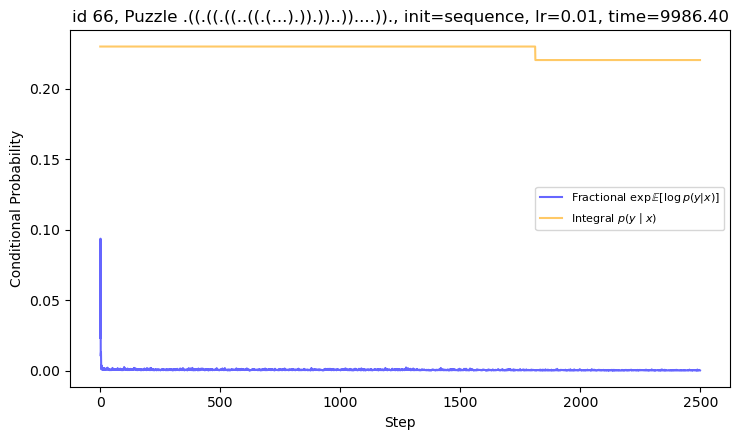 id 66, Puzzle .((.((.((..((.(...).)).))..))....))., init=sequence, lr=0.01, time=9986.40
Conditional Probability
0.20
0.15
0.10
0.05
0.00
Fractional exp𝔼[log p(y|x)]
Integral p(y | x)
0
500
1000
1500
2000
2500
Step